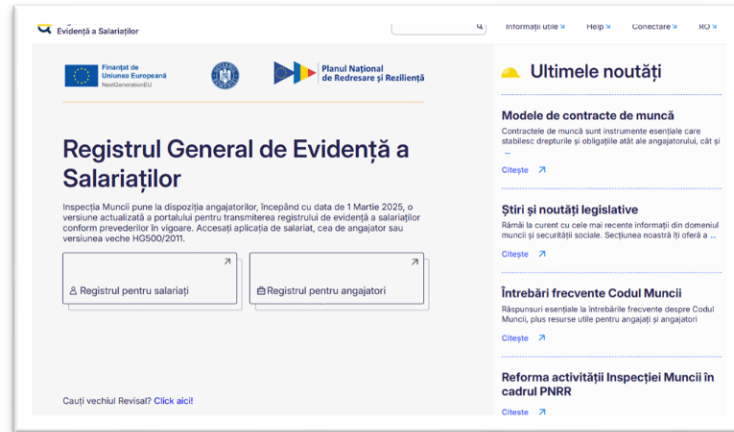 Evidență a Salariaților
Informații utile
Help
Conectare
RO
Finanțat de
Uniunea Europeană
NextGenerationEU
Planul Național
de Redresare și Reziliență
Registrul General de Evidență a
Salariaților
Inspecția Muncii pune la dispoziția angajatorilor, începând cu data de 1 Martie 2025, o
versiune actualizată a portalului pentru transmiterea registrului de evidență a salariaților
conform prevederilor în vigoare. Accesați aplicația de salariat, cea de angajator sau
versiunea veche HG500/2011.
Registrul pentru salariați
Registrul pentru angajatori
Cauți vechiul Revisal? Click aici!
Ultimele noutăți
Modele de contracte de muncă
Contractele de muncă sunt instrumente esențiale care
stabilesc drepturile și obligațiile atât ale angajatorului, cât și
...
Citește
Știri și noutăți legislative
Rămâi la curent cu cele mai recente informații din domeniul
muncii și securității sociale. Secțiunea noastră îți oferă a ...
Citește
Întrebări frecvente Codul Muncii
Răspunsuri esențiale la întrebările frecvente despre Codul
Muncii, plus resurse utile pentru angajați și angajatori
Citește
Reforma activității Inspecției Muncii în
cadrul PNRR
Citește